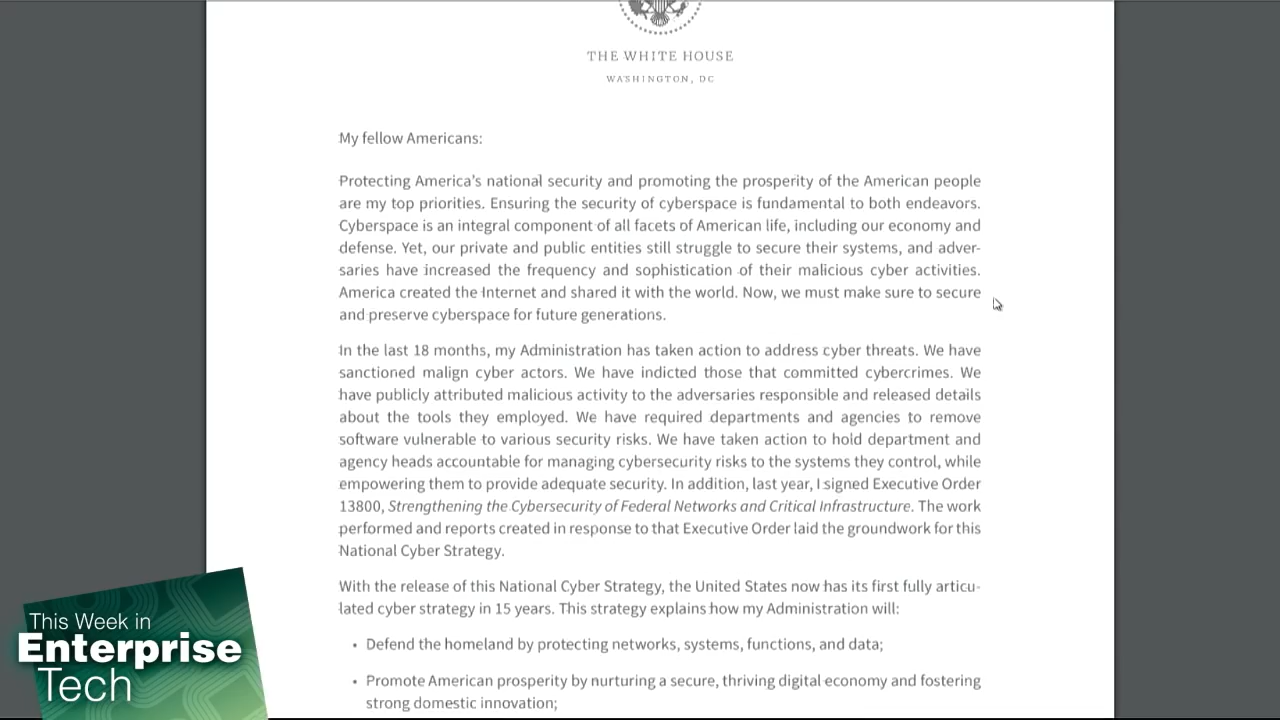 THE WHITE HOUSE
WASHINGTON, DC
My fellow Americans:
Protecting America’s national security and promoting the prosperity of the American people
are my top priorities. Ensuring the security of cyberspace is fundamental to both endeavors.
Cyberspace is an integral component of all facets of American life, including our economy and
defense. Yet, our private and public entities still struggle to secure their systems, and adver-
saries have increased the frequency and sophistication of their malicious cyber activities.
America created the Internet and shared it with the world. Now, we must make sure to secure
and preserve cyberspace for future generations.
In the last 18 months, my Administration has taken action to address cyber threats. We have
sanctioned malign cyber actors. We have indicted those that committed cybercrimes. We
have publicly attributed malicious activity to the adversaries responsible and released details
about the tools they employed. We have required departments and agencies to remove
software vulnerable to various security risks. We have taken action to hold department and
agency heads accountable for managing cybersecurity risks to the systems they control, while
empowering them to provide adequate security. In addition, last year, I signed Executive Order
13800, Strengthening the Cybersecurity of Federal Networks and Critical Infrastructure. The work
performed and reports created in response to that Executive Order laid the groundwork for this
National Cyber Strategy.
With the release of this National Cyber Strategy, the United States now has its first fully articu-
lated cyber strategy in 15 years. This strategy explains how my Administration will:
• Defend the homeland by protecting networks, systems, functions, and data;
• Promote American prosperity by nurturing a secure, thriving digital economy and fostering
strong domestic innovation;
This Week in
Enterprise
Tech